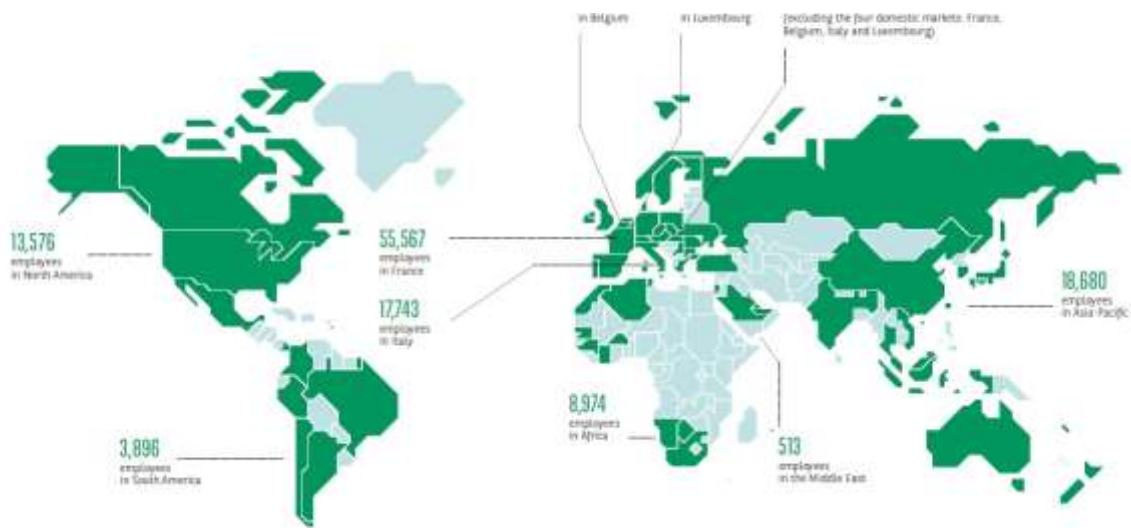 in Belgium
in Luxembourg
(excluding the four domestic markets: France,
Belgium, Italy and Luxembourg)
13,576
employees
in North America
55,567
employees
in France
17,743
employees
in Italy
18,680
employees
in Asia-Pacific
8,974
employees
in Africa
3,896
employees
in South America
513
employees
in the Middle East